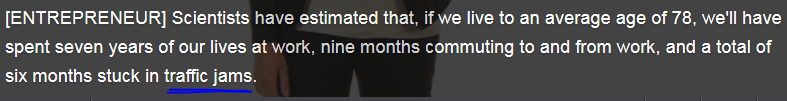 [ENTREPRENEUR] Scientists have estimated that, if we live to an average age of 78, we'll have
spent seven years of our lives at work, nine months commuting to and from work, and a total of
six months stuck in traffic jams.